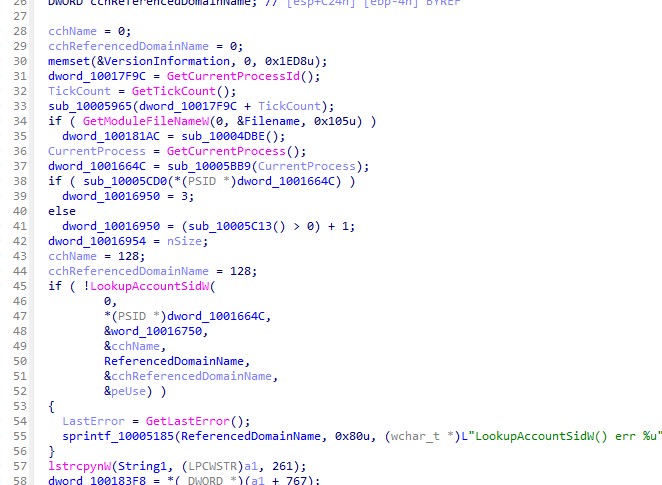 26 DWORD cchReferencedDomainName; // [esp+C24h] [ebp-4h] BYREF
27
28 cchName = 0;
29 cchReferencedDomainName = 0;
30 memset(&VersionInformation, 0, 0x1ED8u);
31 dword_10017F9C = GetCurrentProcessId();
32 TickCount = GetTickCount();
33 sub_10005965(dword_10017F9C + TickCount);
34 if ( GetModuleFileNameW(0, &Filename, 0x105u) )
35 dword_100181AC = sub_10004DBE();
36 CurrentProcess = GetCurrentProcess();
37 dword_1001664C = sub_10005BB9(CurrentProcess);
38 if ( sub_10005CD0(*(PSID *)dword_1001664C) )
39 dword_10016950 = 3;
40 else
41 dword_10016950 = (sub_10005C13() > 0) + 1;
42 dword_10016954 = nSize;
43 cchName = 128;
44 cchReferencedDomainName = 128;
45 if ( !LookupAccountSidW(
46 0,
47 *(PSID *)dword_1001664C,
48 &word_10016750,
49 &cchName,
50 ReferencedDomainName,
51 &cchReferencedDomainName,
52 &peUse) )
53 {
54 LastError = GetLastError();
55 sprintf_10005185(ReferencedDomainName, 0x80u, (wchar_t *)L"LookupAccountSidW() err %u"
56 }
57 lstrcpynW(String1, (LPCWSTR)a1, 261);
58 dword_100183F8 = *(_DWORD *)(a1 + 767);